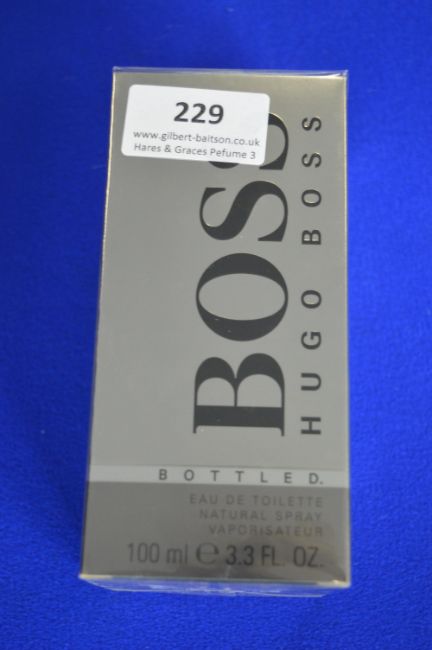 229
www.gilbert-baitson.co.uk
Hares & Graces Pefume 3
BOSS
HUGO BOSS
BOTTLED.
EAU DE TOILETTE
NATURAL SPRAY
VAPORISATEUR
100 ml ℮ 3.3 FL. OZ.